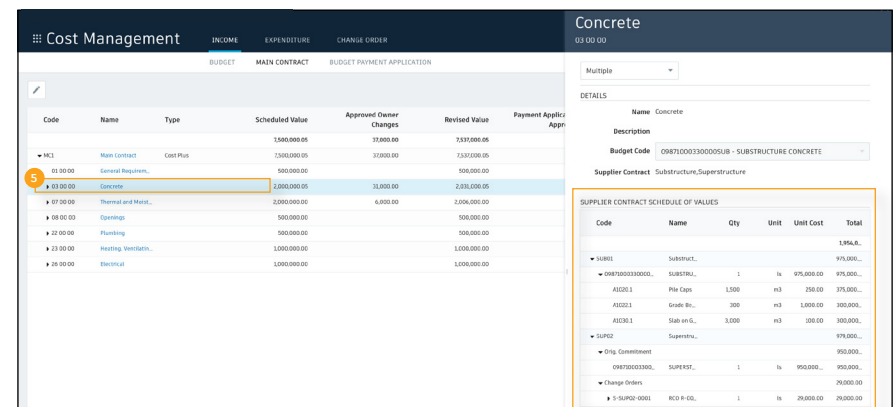 Cost Management INCOME EXPENDITURE CHANGE ORDER
BUDGET MAIN CONTRACT BUDGET PAYMENT APPLICATION
Code Name Type Scheduled Value Approved Owner Changes Revised Value Payment Applica
Appr
7,500,000.05 37,000.00 7,537,000.05
MC1 Main Contract Cost Plus 7,500,000.05 37,000.00 7,537,000.05
01 00 00 General Requirem... 500,000.00 500,000.00
5
03 00 00 Concrete 2,000,000.05 31,000.00 2,031,000.05
07 00 00 Thermal and Moist... 2,000,000.00 6,000.00 2,006,000.00
08 00 00 Openings 500,000.00 500,000.00
22 00 00 Plumbing 500,000.00 500,000.00
23 00 00 Heating, Ventilatin... 1,000,000.00 1,000,000.00
26 00 00 Electrical 1,000,000.00 1,000,000.00
Concrete
03 00 00
Multiple
DETAILS
Name Concrete
Description
Budget Code SUB - SUBSTRUCTURE CONCRETE
Supplier Contract Substructure,Superstructure
SUPPLIER CONTRACT SCHEDULE OF VALUES
Code Name Qty Unit Unit Cost Total
1,954,0...
SUB01 Substruct... 975,000...
SUBSTRU... 1 ls 975,000.00 975,000...
A1020.1 Pile Caps 1,500 m3 250.00 375,000...
A1022.1 Grade Be... 300 m3 1,000.00 300,000...
A1030.1 Slab on G... 3,000 m3 100.00 300,000...
SUP02 Superstru... 979,000...
Orig. Commitment 950,000...
SUPERST... 1 ls 950,000... 950,000...
Change Orders 29,000.00
S-SUP02-0001 RCO R-GG... 1 ls 29,000.00 29,000.00